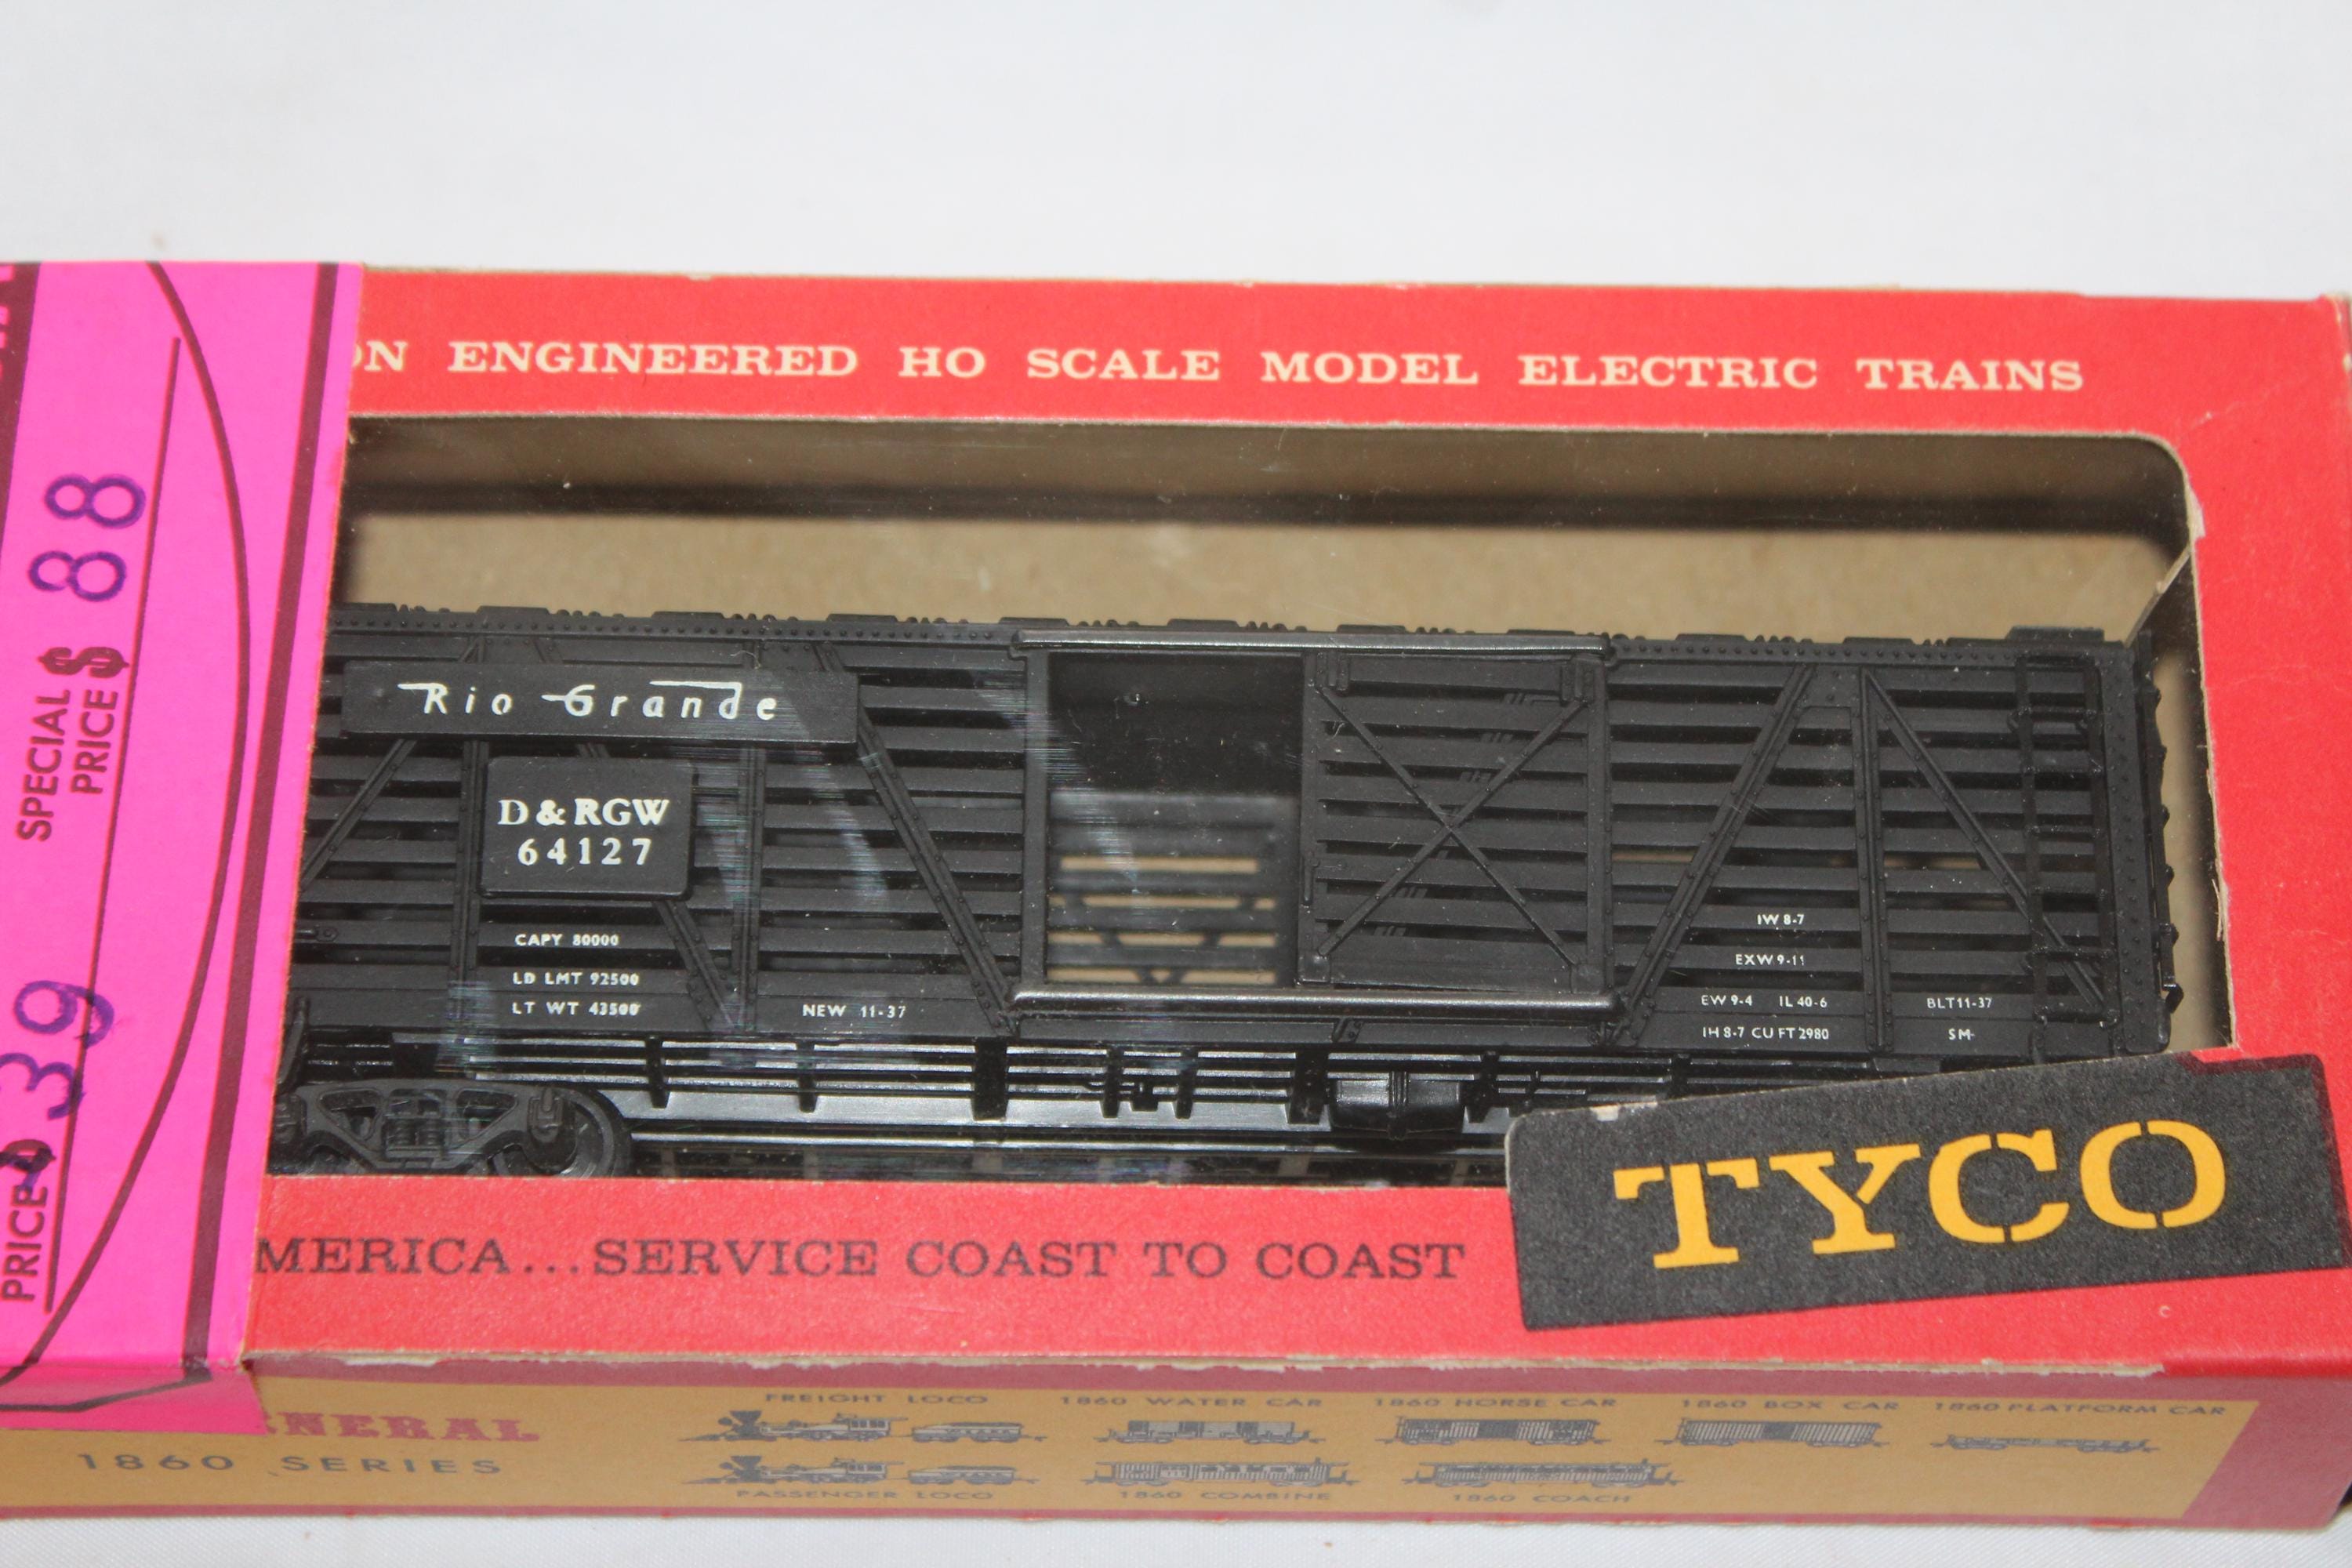 ON ENGINEERED HO SCALE MODEL ELECTRIC TRAINS
SPECIAL PRICE $ 88
PRICE 39
Rio Grande
D&RGW
64127
CAPY 80000
LD LMT 92500
LT WT 43500
NEW 11-37
IW 8-7
EXW 9-11
EW 9-4 IL 40-6
IH 8-7 CU FT 2980
BLT 11-37
SM-
MERICA...SERVICE COAST TO COAST
TYCO
ENERAL
1860 SERIES
FREIGHT LOCO
1860 WATER CAR
1860 HORSE CAR
1860 BOX CAR
1860 PLATFORM CAR
PASSENGER LOCO
1860 COMBINE
1860 COACH